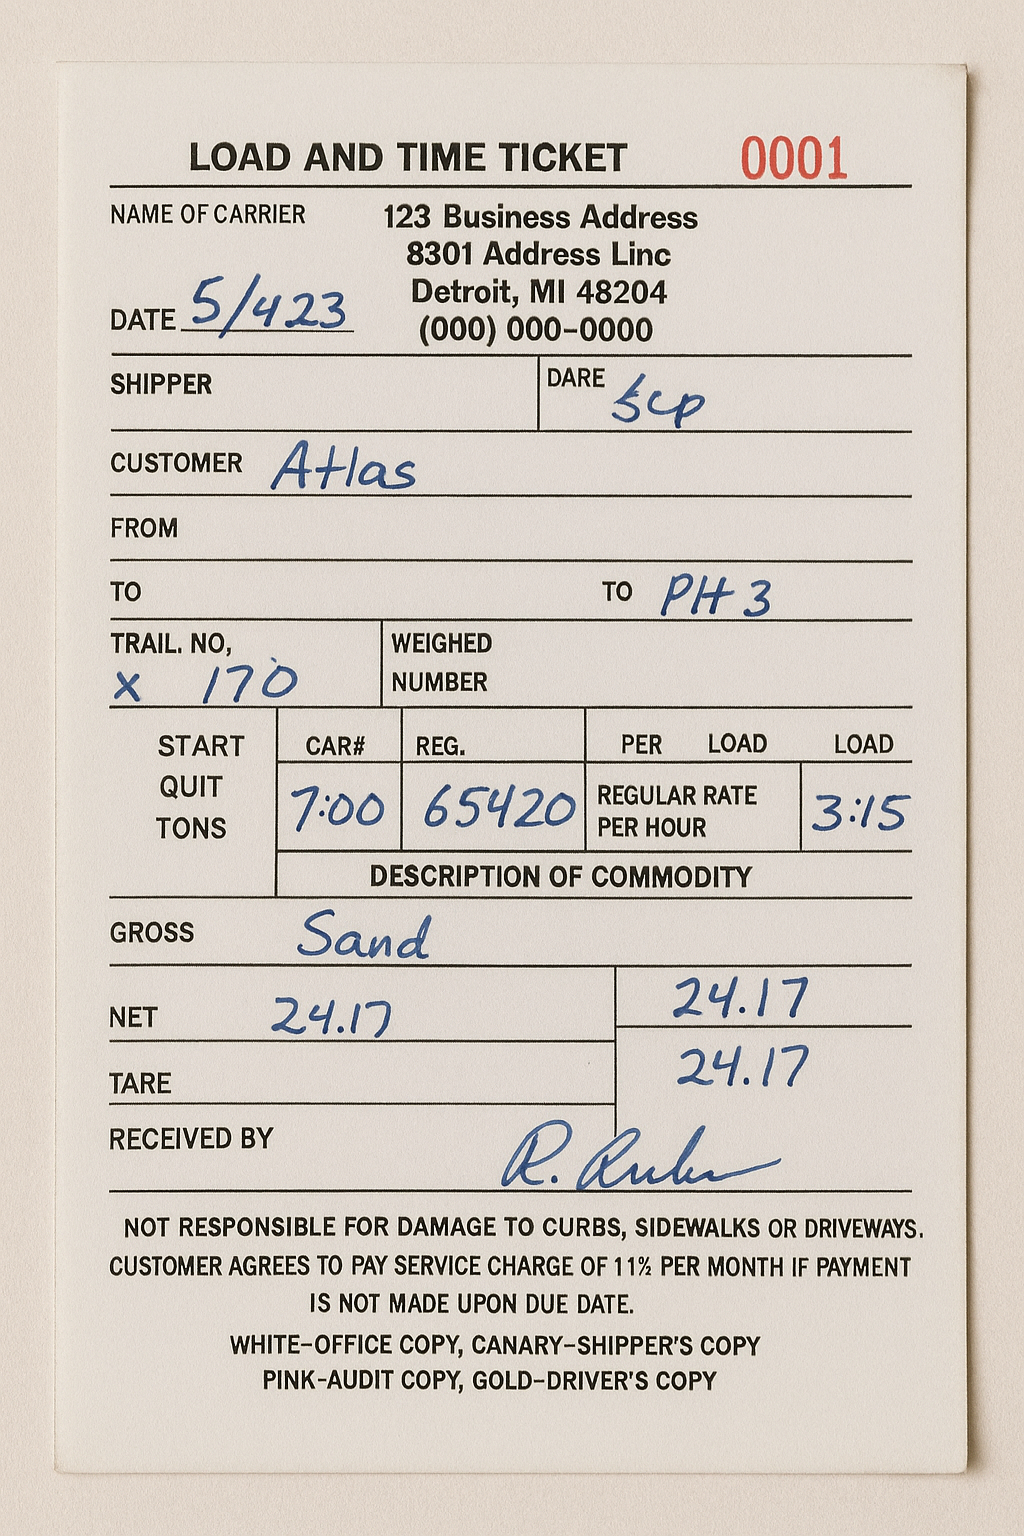 LOAD AND TIME TICKET 0001
NAME OF CARRIER 123 Business Address
8301 Address Linc
Detroit, MI 48204
DATE 5/423 (000) 000-0000
SHIPPER DARE
CUSTOMER Atlas
FROM
TO TO PH 3
TRAIL. NO, WEIGHED
x 170 NUMBER
START CAR# REG. PER LOAD LOAD
QUIT 7:00 65420 REGULAR RATE 3:15
TONS PER HOUR
DESCRIPTION OF COMMODITY
GROSS Sand
NET 24.17 24.17
TARE 24.17
RECEIVED BY R.
NOT RESPONSIBLE FOR DAMAGE TO CURBS, SIDEWALKS OR DRIVEWAYS.
CUSTOMER AGREES TO PAY SERVICE CHARGE OF 11% PER MONTH IF PAYMENT
IS NOT MADE UPON DUE DATE.
WHITE-OFFICE COPY, CANARY-SHIPPER'S COPY
PINK-AUDIT COPY, GOLD-DRIVER'S COPY